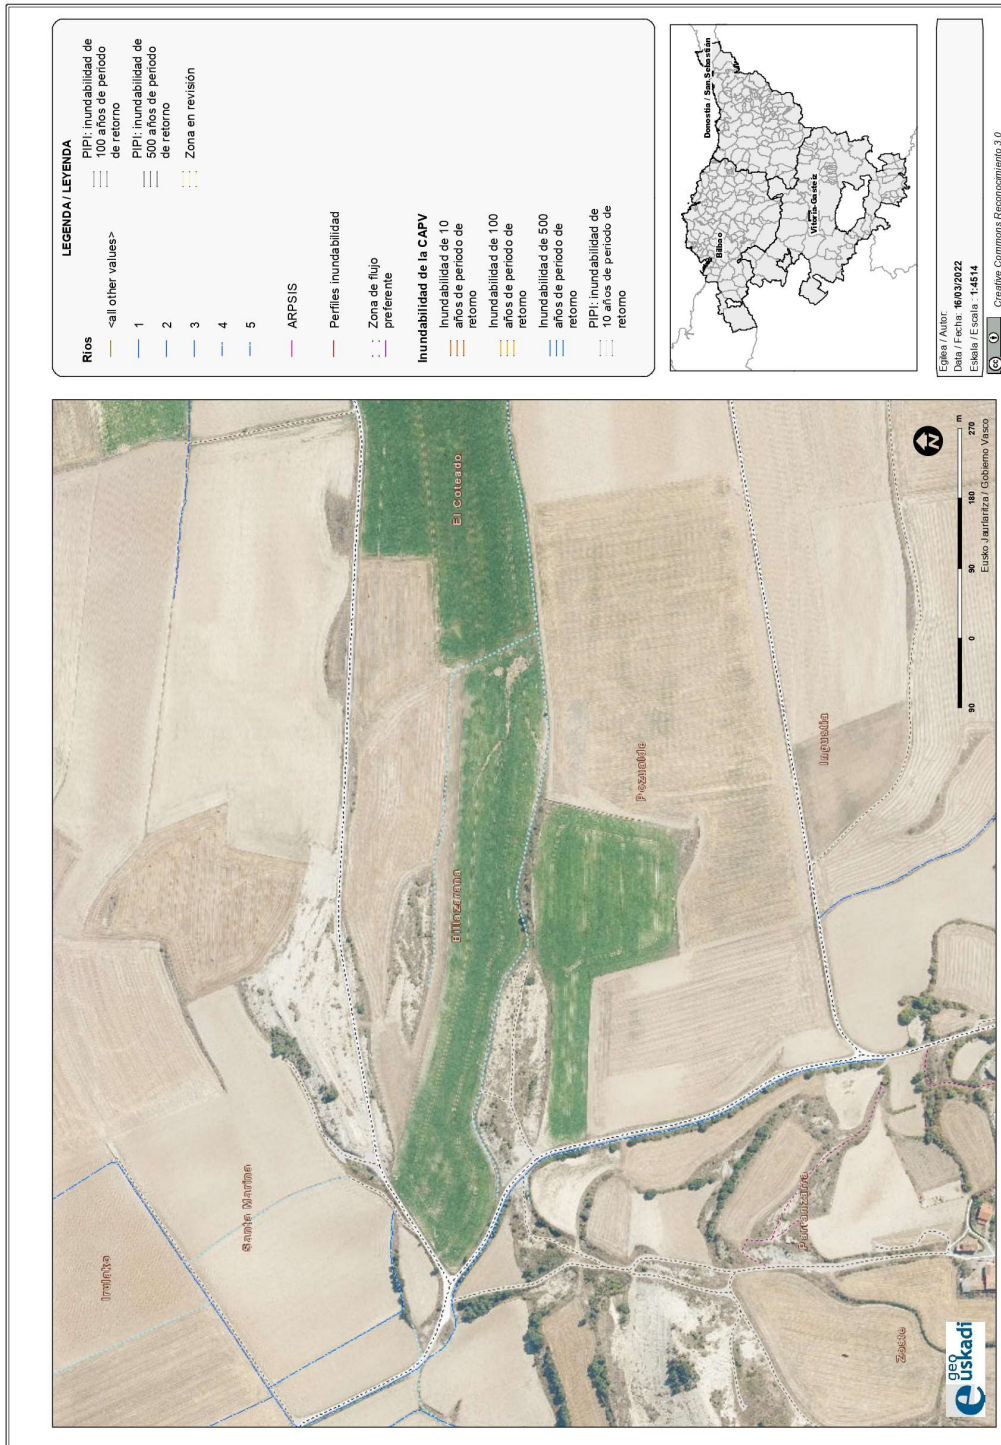 LEGENDA / LEYENDA
Ríos
<all other values>
1
2
3
4
5
ARPSIS
Perfiles inundabilidad
Zona de flujo
preferente
Inundabilidad de la CAPV
Inundabilidad de 10
años de periodo de
retorno
Inundabilidad de 100
años de periodo de
retorno
Inundabilidad de 500
años de periodo de
retorno
PIPI: inundabilidad de
10 años de periodo de
retorno
PIPI: inundabilidad de
100 años de periodo
de retorno
PIPI: inundabilidad de
500 años de periodo
de retorno
Zona en revisión
Donostia / San Sebastián
Bilbao
Vitoria-Gasteiz
Egilea / Autor:
Data / Fecha: 16/03/2022
Eskala / Escala : 1:4514
cc
Creative Commons Reconocimiento 3.0
Santa Marina
El Coteado
Billazarana
Pozualde
Ingustia
Zaste
N
90 0 90 180 270 m
Eusko Jaurlaritza / Gobierno Vasco
geo
euskadi